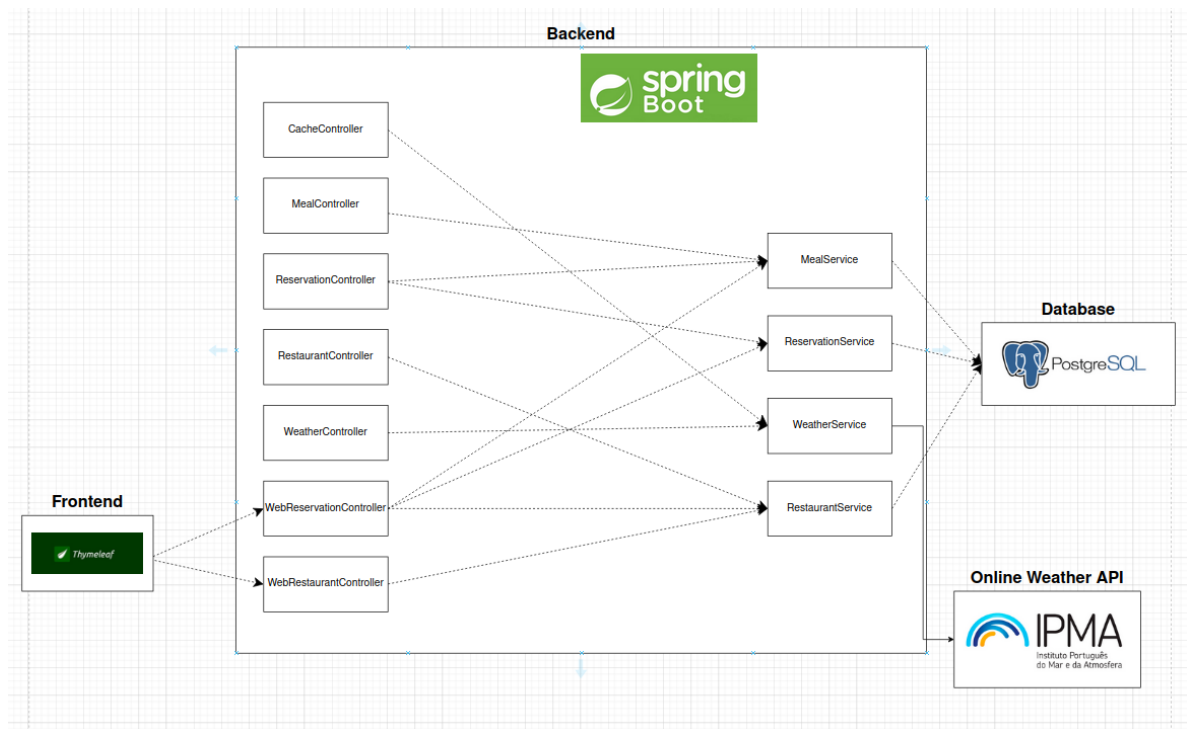 Backend
spring
Boot
CacheController
MealController
ReservationController
RestaurantController
WeatherController
WebReservationController
WebRestaurantController
MealService
ReservationService
WeatherService
RestaurantService
Database
PostgreSQL
Frontend
Thymeleaf
Online Weather API
IPMA
Instituto Português
do Mar e da Atmosfera